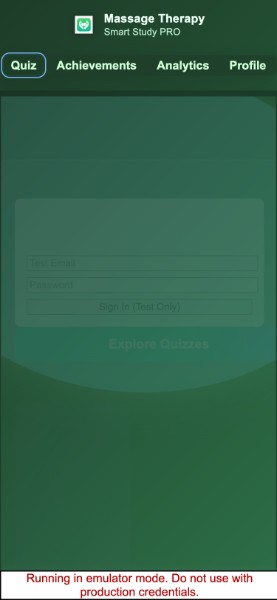 Massage Therapy
Smart Study PRO
Quiz Achievements Analytics Profile
Test Email
Password
Sign In (Test Only)
Explore Quizzes
Running in emulator mode. Do not use with
production credentials.